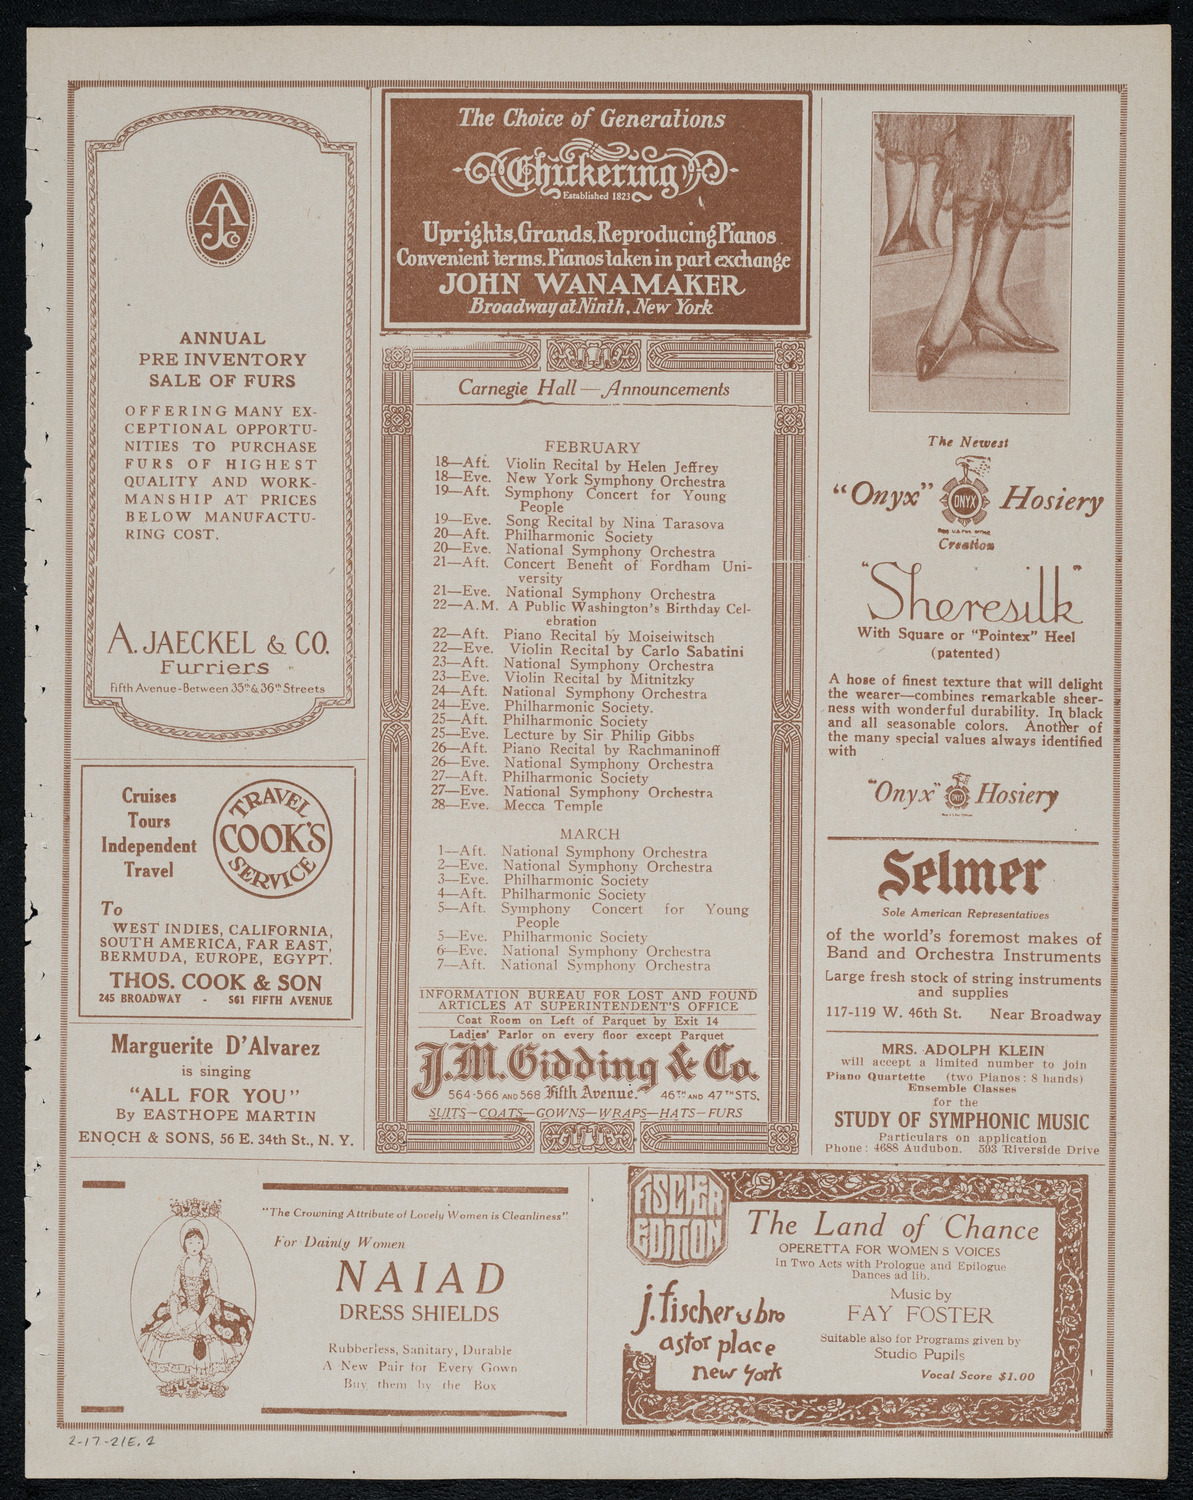 AJCo
ANNUAL
PRE INVENTORY
SALE OF FURS
OFFERING MANY EX-
CEPTIONAL OPPORTU-
NITIES TO PURCHASE
FURS OF HIGHEST
QUALITY AND WORK-
MANSHIP AT PRICES
BELOW MANUFACTU-
RING COST.
A. JAECKEL & CO.
Furriers
Fifth Avenue-Between 35th & 36th Streets
Cruises
Tours
Independent
Travel
TRAVEL
COOK'S
SERVICE
To
WEST INDIES, CALIFORNIA,
SOUTH AMERICA, FAR EAST,
BERMUDA, EUROPE, EGYPT.
THOS. COOK & SON
245 BROADWAY - 561 FIFTH AVENUE
Marguerite D'Alvarez
is singing
"ALL FOR YOU"
By EASTHOPE MARTIN
ENOCH & SONS, 56 E. 34th St., N. Y.
The Choice of Generations
Chickering
Established 1823
Uprights, Grands, Reproducing Pianos
Convenient terms. Pianos taken in part exchange
JOHN WANAMAKER
Broadway at Ninth, New York
Carnegie Hall — Announcements
FEBRUARY
18—Aft. Violin Recital by Helen Jeffrey
18—Eve. New York Symphony Orchestra
19—Aft. Symphony Concert for Young
People
19—Eve. Song Recital by Nina Tarasova
20—Aft. Philharmonic Society
20—Eve. National Symphony Orchestra
21—Aft. Concert Benefit of Fordham Uni-
versity
21—Eve. National Symphony Orchestra
22—A.M. A Public Washington's Birthday Cel-
ebration
22—Aft. Piano Recital by Moiseiwitsch
22—Eve. Violin Recital by Carlo Sabatini
23—Aft. National Symphony Orchestra
23—Eve. Violin Recital by Mitnitzky
24—Aft. National Symphony Orchestra
24—Eve. Philharmonic Society.
25—Aft. Philharmonic Society
25—Eve. Lecture by Sir Philip Gibbs
26—Aft. Piano Recital by Rachmaninoff
26—Eve. National Symphony Orchestra
27—Aft. Philharmonic Society
27—Eve. National Symphony Orchestra
28—Eve. Mecca Temple
MARCH
1—Aft. National Symphony Orchestra
2—Eve. National Symphony Orchestra
3—Eve. Philharmonic Society
4—Aft. Philharmonic Society
5—Aft. Symphony Concert for Young
People
5—Eve. Philharmonic Society
6—Eve. National Symphony Orchestra
7—Aft. National Symphony Orchestra
INFORMATION BUREAU FOR LOST AND FOUND
ARTICLES AT SUPERINTENDENT'S OFFICE
Coat Room on Left of Parquet by Exit 14
Ladies' Parlor on every floor except Parquet
J.M. Gidding & Co.
564-566 AND 568 Fifth Avenue. 46TH AND 47TH STS.
SUITS—COATS—GOWNS—WRAPS—HATS—FURS
The Newest
"Onyx" ONYX Hosiery
Creation
"Sheresilk"
With Square or "Pointex" Heel
(patented)
A hose of finest texture that will delight
the wearer—combines remarkable sheer-
ness with wonderful durability. In black
and all seasonable colors. Another of
the many special values always identified
with
"Onyx" Hosiery
Selmer
Sole American Representatives
of the world's foremost makes of
Band and Orchestra Instruments
Large fresh stock of string instruments
and supplies
117-119 W. 46th St. Near Broadway
MRS. ADOLPH KLEIN
will accept a limited number to join
Piano Quartette (two Pianos: 8 hands)
Ensemble Classes
for the
STUDY OF SYMPHONIC MUSIC
Particulars on application
Phone: 4688 Audubon. 593 Riverside Drive
"The Crowning Attribute of Lovely Women is Cleanliness"
For Dainty Women
NAIAD
DRESS SHIELDS
Rubberless, Sanitary, Durable
A New Pair for Every Gown
Buy them by the Box
FISCHER
EDITION
j. fischer & bro
astor place
new york
The Land of Chance
OPERETTA FOR WOMEN S VOICES
in Two Acts with Prologue and Epilogue
Dances ad lib.
Music by
FAY FOSTER
Suitable also for Programs given by
Studio Pupils
Vocal Score $1.00
2-17-21E. 2